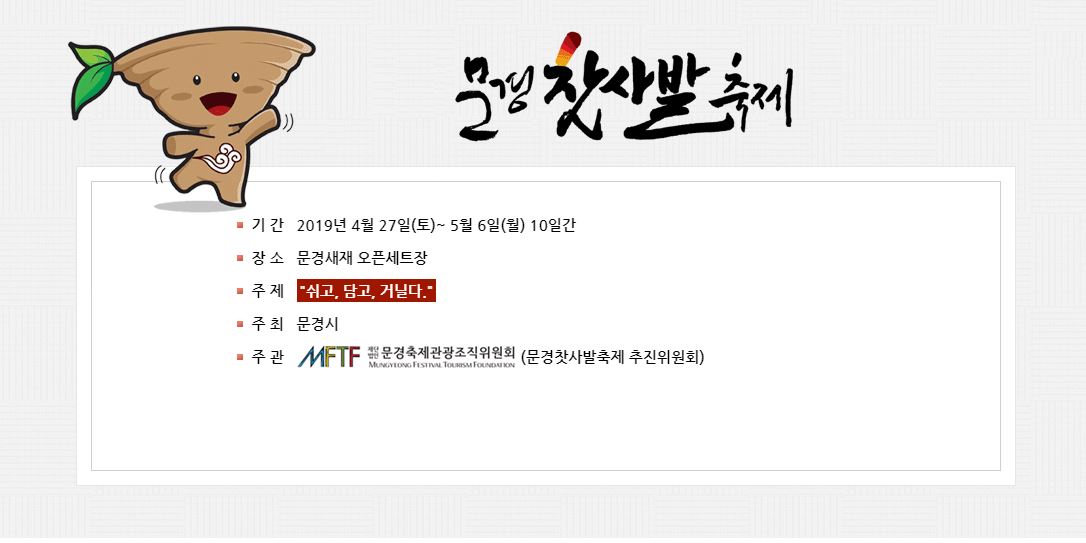 문경 찻사발 축제
기 간 2019년 4월 27일(토)~ 5월 6일(월) 10일간
장 소 문경새재 오픈세트장
주 제 "쉬고, 담고, 거닐다."
주 최 문경시
주 관 MFTF 재단법인 문경축제관광조직위원회 MUNGYEONG FESTIVAL TOURISM FOUNDATION (문경찻사발축제 추진위원회)